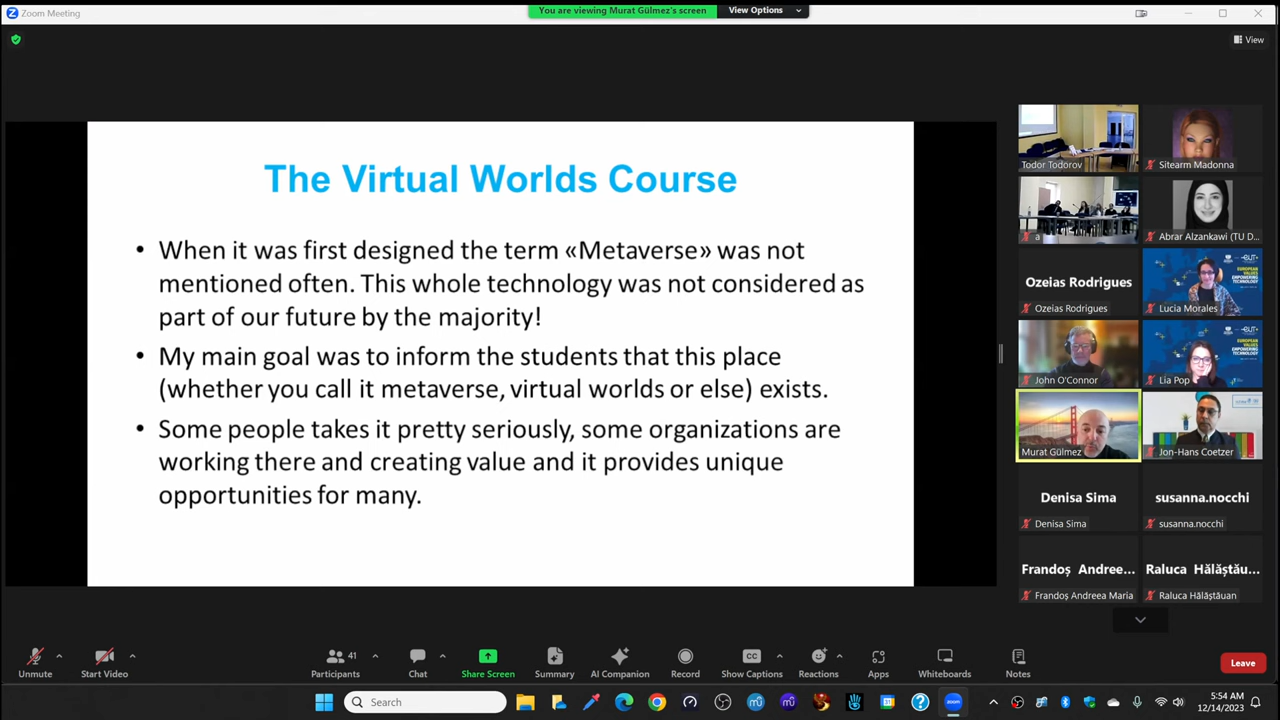 Zoom Meeting
You are viewing Murat Gülmez's screen
View Options
View
The Virtual Worlds Course
• When it was first designed the term «Metaverse» was not
mentioned often. This whole technology was not considered as
part of our future by the majority!
• My main goal was to inform the students that this place
(whether you call it metaverse, virtual worlds or else) exists.
• Some people takes it pretty seriously, some organizations are
working there and creating value and it provides unique
opportunities for many.
Todor Todorov
Sitearm Madonna
a
Abrar Alzankawi (TU D...
Ozeias Rodrigues
Ozeias Rodrigues
EUROPEAN VALUES EMPOWERING TECHNOLOGY
Lucia Morales
John O'Connor
Lia Pop
Murat Gülmez
Jon-Hans Coetzer
Denisa Sima
Denisa Sima
susanna.nocchi
susanna.nocchi
Frandoș Andree...
Frandoș Andreea Maria
Raluca Hălăștău...
Raluca Hălăștăuan
Unmute
Start Video
41
Participants
Chat
Share Screen
Summary
AI Companion
Record
CC
Show Captions
Reactions
Apps
Whiteboards
Notes
Leave
Search
5:54 AM
12/14/2023